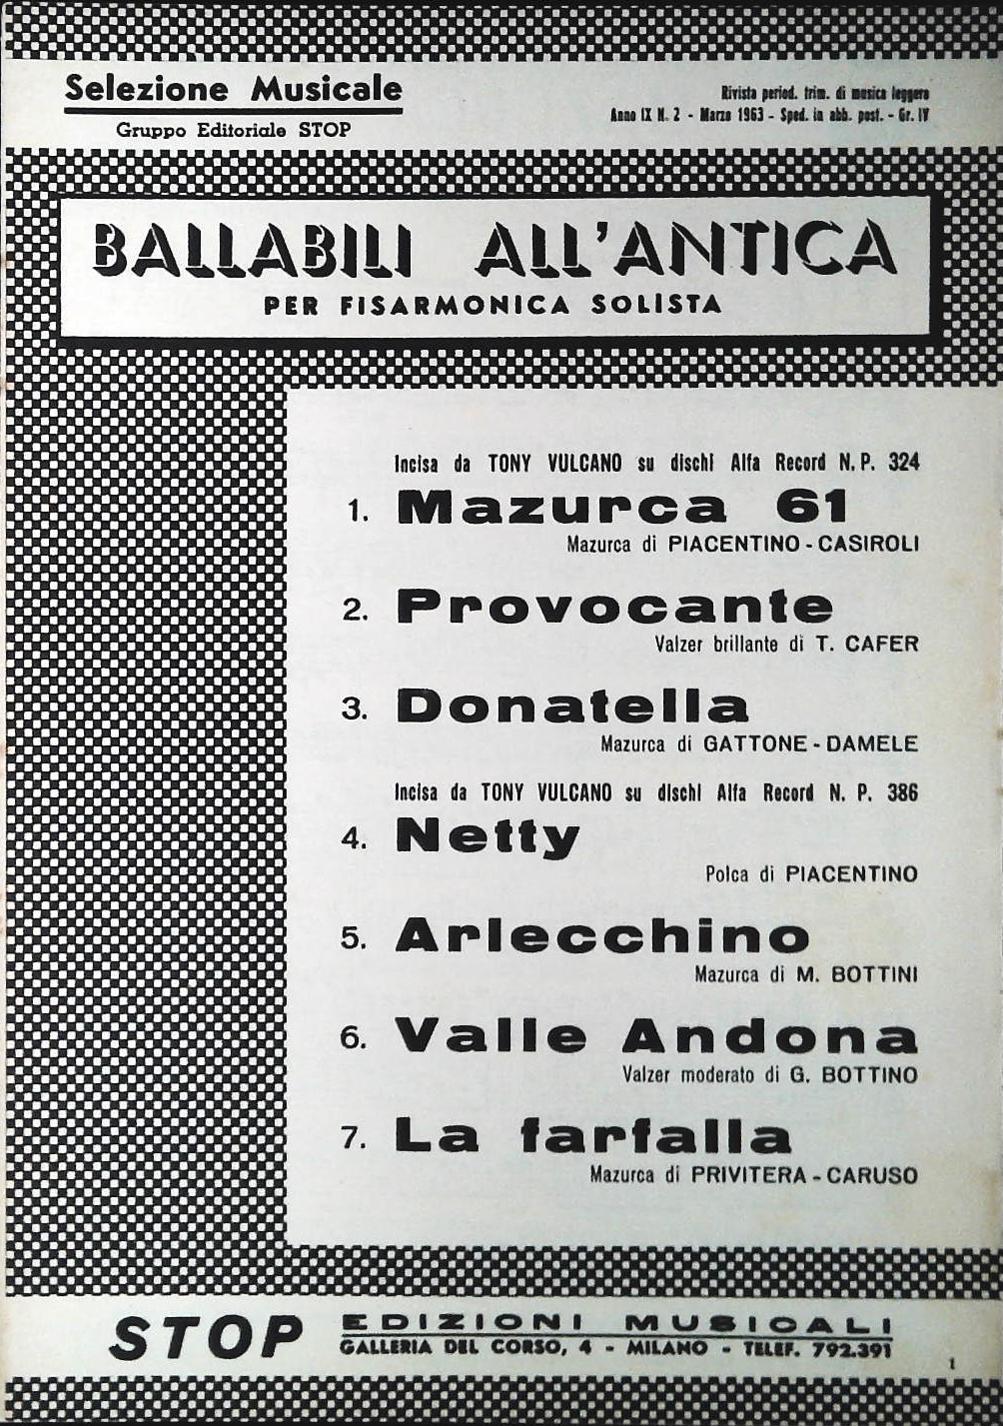 Selezione Musicale
Gruppo Editoriale STOP
Rivista period. trim. di musica leggera
Anno IX N. 2 - Marzo 1963 - Sped. in abb. post. - Gr. IV
BALLABILI ALL'ANTICA
PER FISARMONICA SOLISTA
Incisa da TONY VULCANO su dischi Alfa Record N. P. 324
1. Mazurca 61
Mazurca di PIACENTINO - CASIROLI
2. Provocante
Valzer brillante di T. CAFER
3. Donatella
Mazurca di GATTONE - DAMELE
Incisa da TONY VULCANO su dischi Alfa Record N. P. 386
4. Netty
Polca di PIACENTINO
5. Arlecchino
Mazurca di M. BOTTINI
6. Valle Andona
Valzer moderato di G. BOTTINO
7. La farfalla
Mazurca di PRIVITERA - CARUSO
STOP EDIZIONI MUSICALI
GALLERIA DEL CORSO, 4 - MILANO - TELEF. 792.391
1